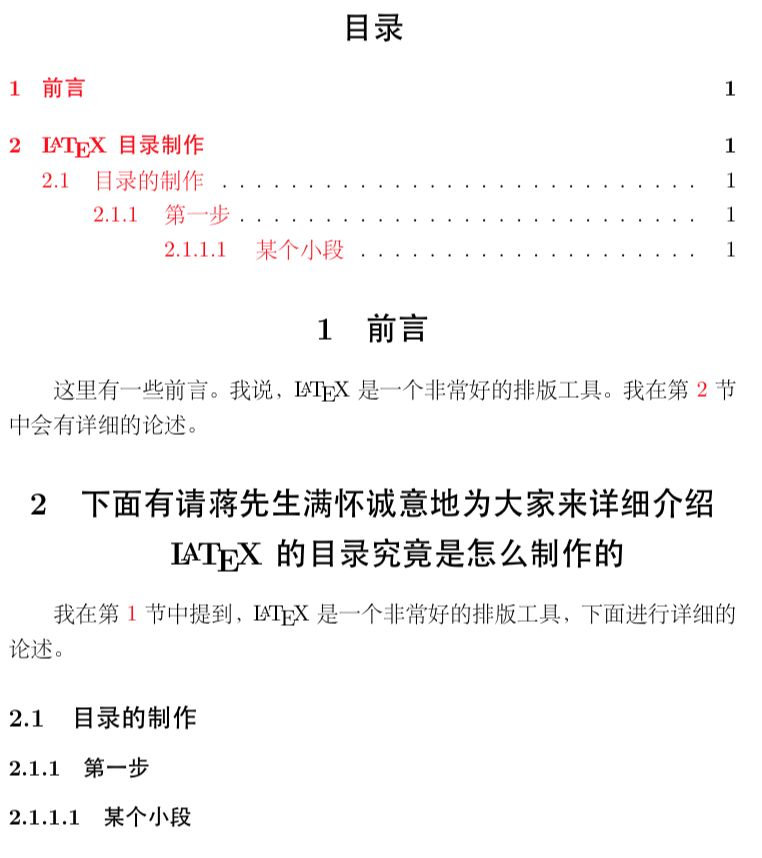 目录
1 前言 1
2 LATEX 目录制作 1
2.1 目录的制作 . . . . . . . . . . . . . . . . . . . . . . . . . . . . 1
2.1.1 第一步 . . . . . . . . . . . . . . . . . . . . . . . . . . . 1
2.1.1.1 某个小段 . . . . . . . . . . . . . . . . . . . . 1
1 前言
这里有一些前言。我说，LATEX 是一个非常好的排版工具。我在第 2 节
中会有详细的论述。
2 下面有请蒋先生满怀诚意地为大家来详细介绍
LATEX 的目录究竟是怎么制作的
我在第 1 节中提到，LATEX 是一个非常好的排版工具，下面进行详细的
论述。
2.1 目录的制作
2.1.1 第一步
2.1.1.1 某个小段